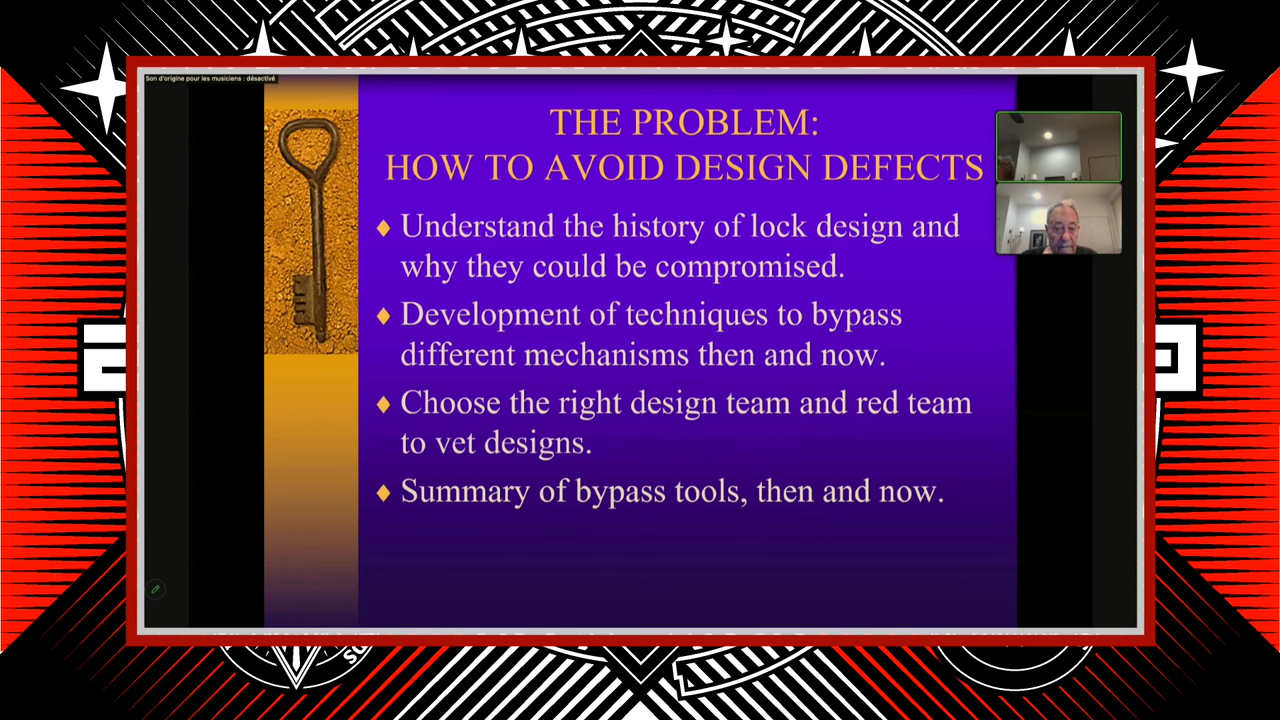 Son d'origine pour les musiciens : désactivé
THE PROBLEM:
HOW TO AVOID DESIGN DEFECTS
Understand the history of lock design and
why they could be compromised.
Development of techniques to bypass
different mechanisms then and now.
Choose the right design team and red team
to vet designs.
Summary of bypass tools, then and now.